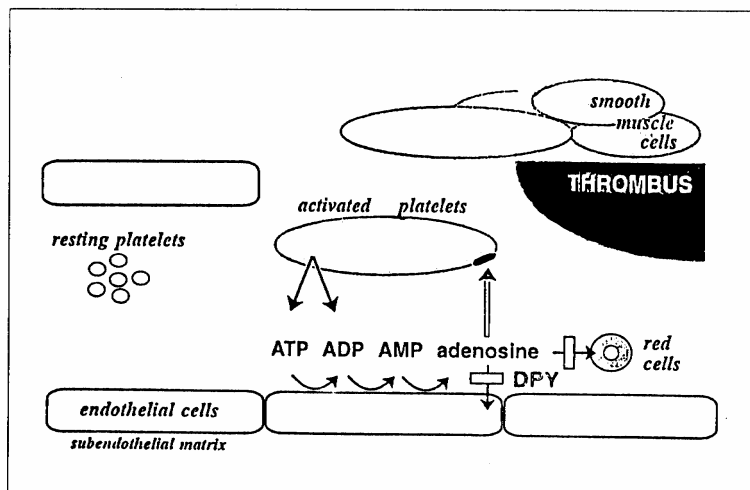 smooth
muscle
cells
THROMBUS
activated platelets
resting platelets
ATP ADP AMP adenosine
red
cells
DPY
endothelial cells
subendothelial matrix